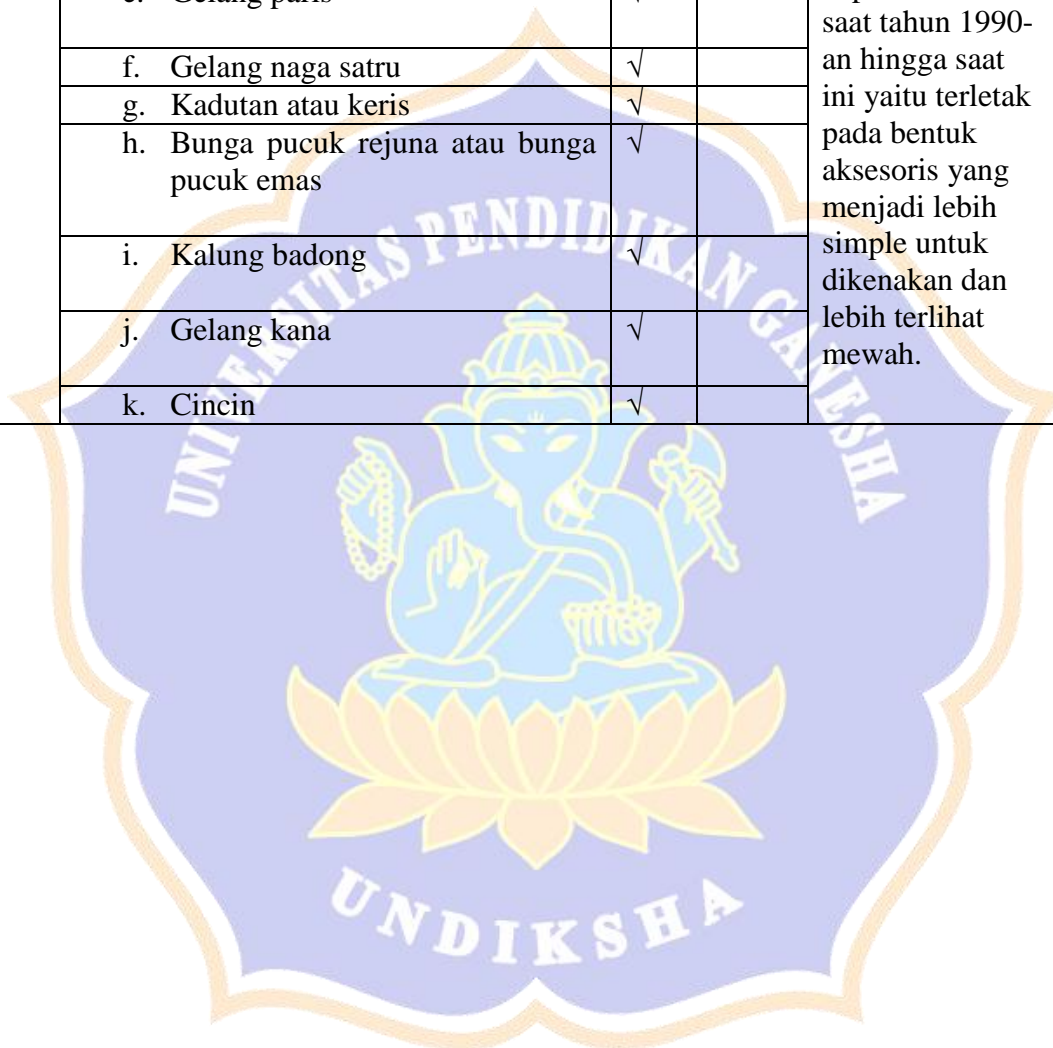 Gelang paris
√
saat tahun 1990-
an hingga saat
ini yaitu terletak
pada bentuk
aksesoris yang
menjadi lebih
simple untuk
dikenakan dan
lebih terlihat
mewah.
f. Gelang naga satru √
g. Kadutan atau keris √
h. Bunga pucuk rejuna atau bunga √
pucuk emas
i. Kalung badong √
j. Gelang kana √
k. Cincin √
UNIVERSITAS PENDIDIKAN GANESHA
UNDIKSHA